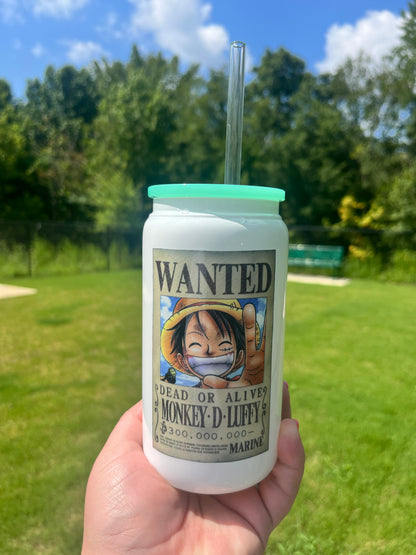 WANTED
DEAD OR ALIVE
MONKEY·D·LUFFY
฿300,000,000-
MARINE